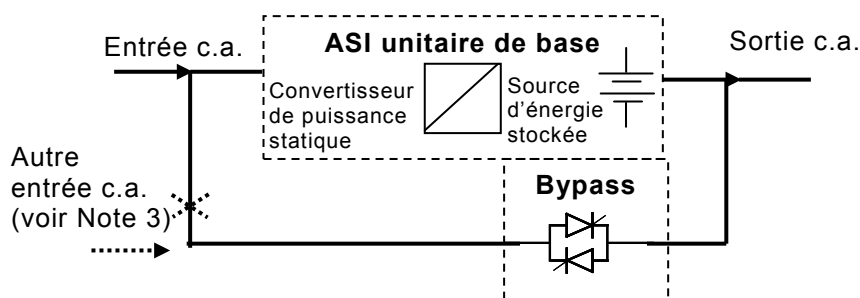 Entrée c.a.
ASI unitaire de base
Sortie c.a.
Convertisseur
de puissance
statique
Source
d'énergie
stockée
Autre
entrée c.a.
(voir Note 3)
Bypass